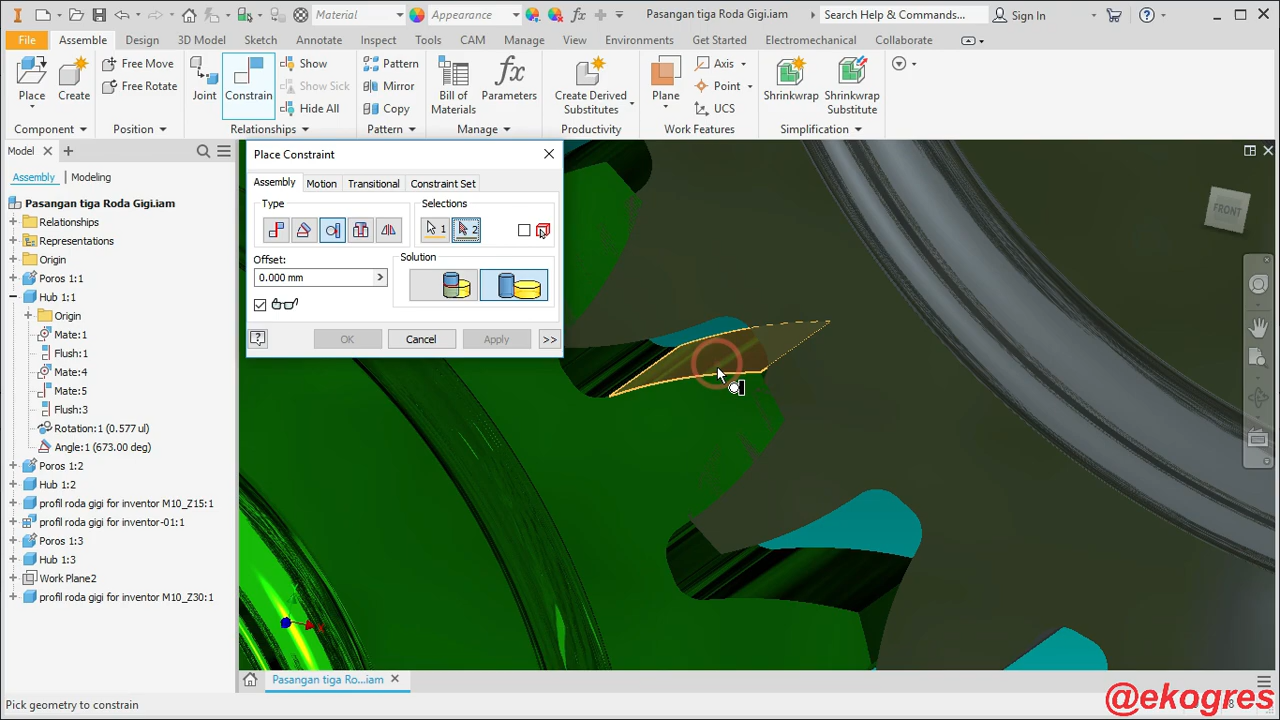 Material
Appearance
Pasangan tiga Roda Gigi.iam
Search Help & Commands...
Sign In
File
Assemble
Design
3D Model
Sketch
Annotate
Inspect
Tools
CAM
Manage
View
Environments
Get Started
Electromechanical
Collaborate
Place
Create
Free Move
Free Rotate
Component
Position
Joint
Constrain
Show
Show Sick
Hide All
Relationships
Pattern
Mirror
Copy
Pattern
Bill of
Materials
Parameters
Manage
Create Derived
Substitutes
Productivity
Plane
Axis
Point
UCS
Work Features
Shrinkwrap
Shrinkwrap
Substitute
Simplification
Model
Assembly
Modeling
Pasangan tiga Roda Gigi.iam
Relationships
Representations
Origin
Poros 1:1
Hub 1:1
Origin
Mate:1
Flush:1
Mate:4
Mate:5
Flush:3
Rotation:1 (0.577 ul)
Angle:1 (673.00 deg)
Poros 1:2
Hub 1:2
profil roda gigi for inventor M10_Z15:1
profil roda gigi for inventor-01:1
Poros 1:3
Hub 1:3
Work Plane2
profil roda gigi for inventor M10_Z30:1
Place Constraint
Assembly
Motion
Transitional
Constraint Set
Type
Selections
1
2
Offset:
0.000 mm
Solution
OK
Cancel
Apply
>>
FRONT
Pasangan tiga Ro...iam
Pick geometry to constrain
@ekogres